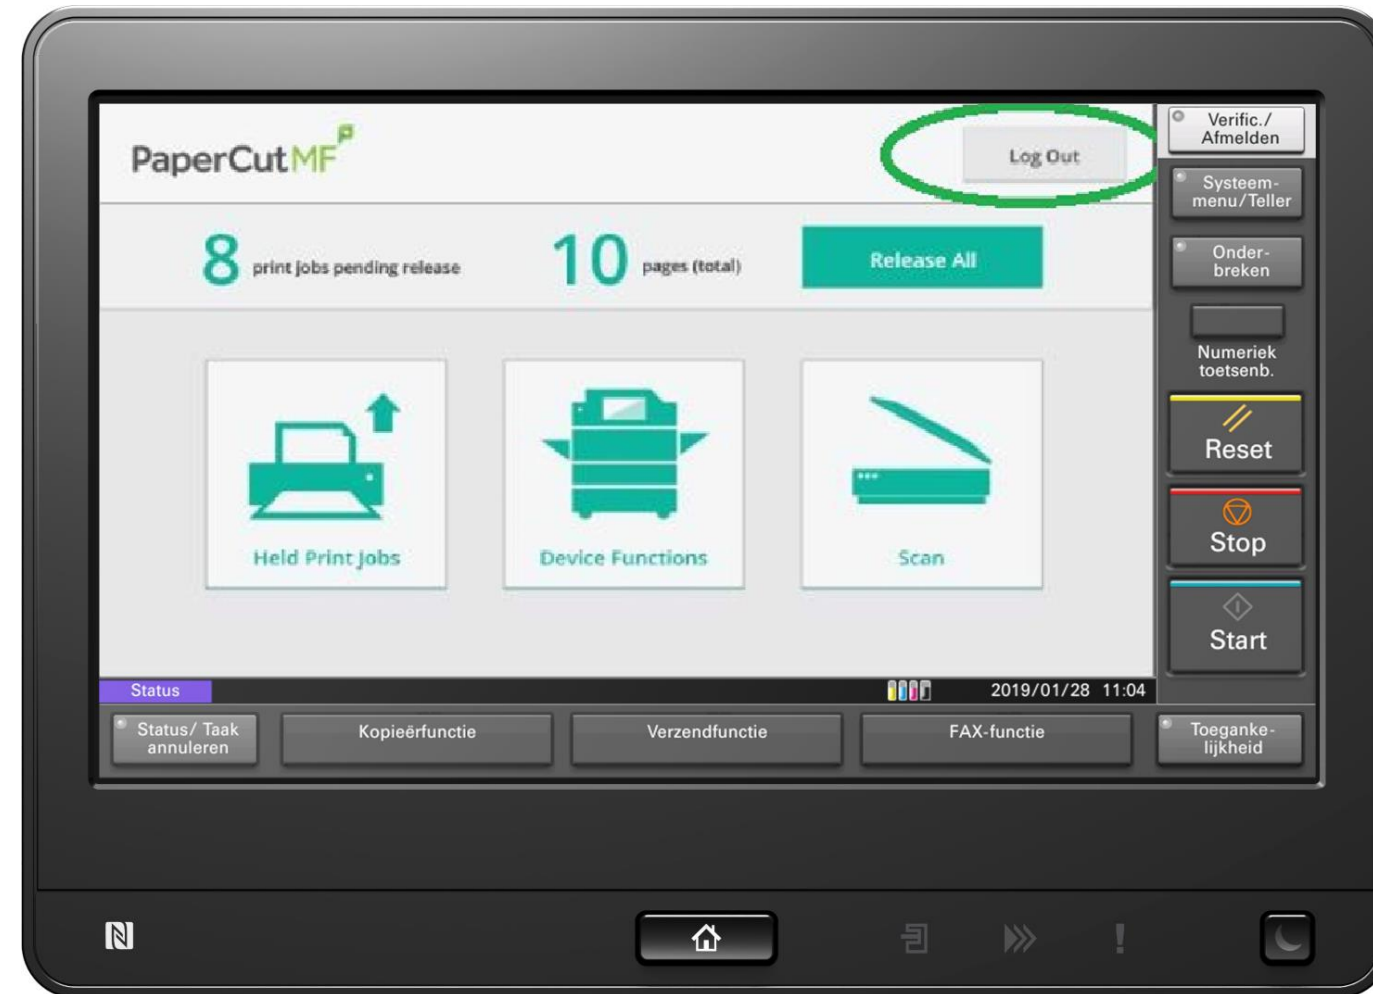 PaperCutMF
Log Out
8 print jobs pending release
10 pages (total)
Release All
Held Print Jobs
Device Functions
Scan
Status
2019/01/28 11:04
Status/ Taak
annuleren
Kopieërfunctie
Verzendfunctie
FAX-functie
Verific./
Afmelden
Systeem-
menu/Teller
Onder-
breken
Numeriek
toetsenb.
Reset
Stop
Start
Toeganke-
lijkheid